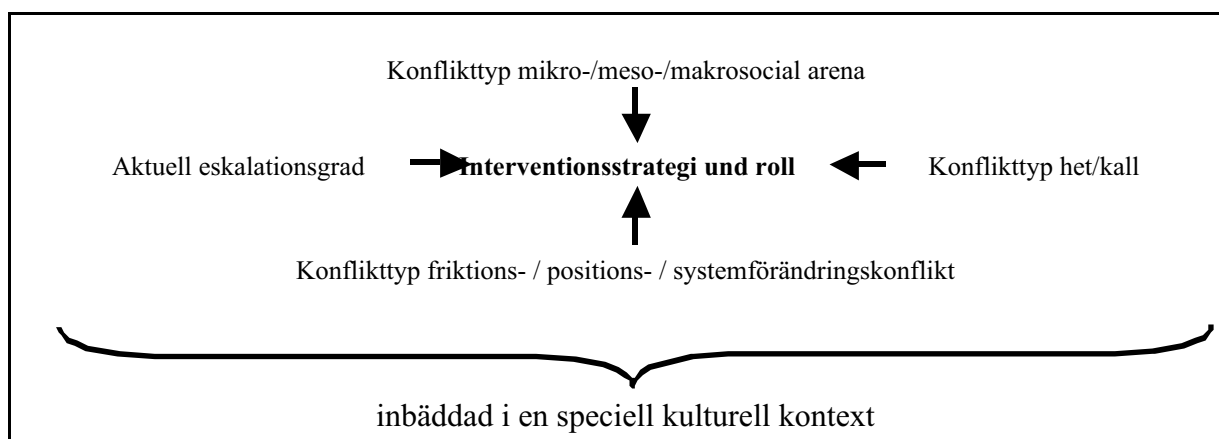 Konflikttyp mikro-/meso-/makrosocial arena
Aktuell eskalationsgrad Interventionsstrategi und roll Konflikttyp het/kall
Konflikttyp friktions- / positions- / systemförändringskonflikt
inbäddad i en speciell kulturell kontext